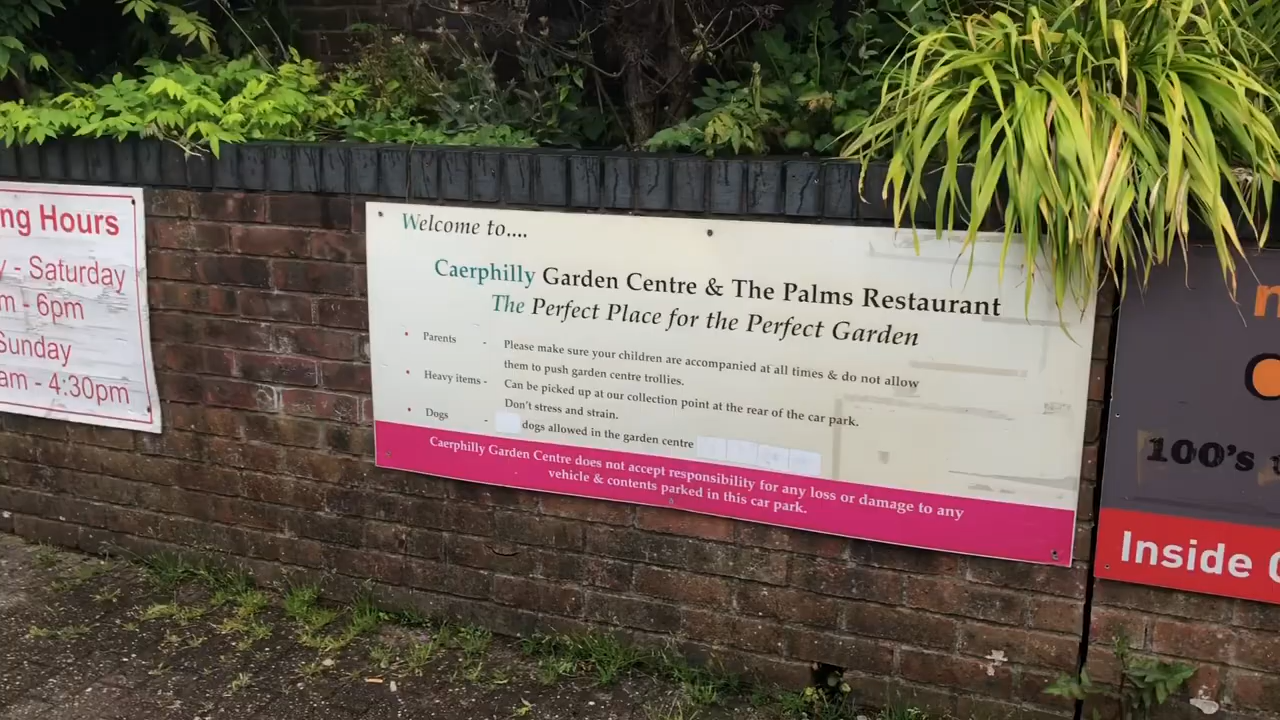 ng Hours
- Saturday
m - 6pm
Sunday
am - 4:30pm
Welcome to....
Caerphilly Garden Centre & The Palms Restaurant
The Perfect Place for the Perfect Garden
• Parents - Please make sure your children are accompanied at all times & do not allow
them to push garden centre trollies.
• Heavy items - Can be picked up at our collection point at the rear of the car park.
Don't stress and strain.
• Dogs - dogs allowed in the garden centre
Caerphilly Garden Centre does not accept responsibility for any loss or damage to any
vehicle & contents parked in this car park.
100's
Inside